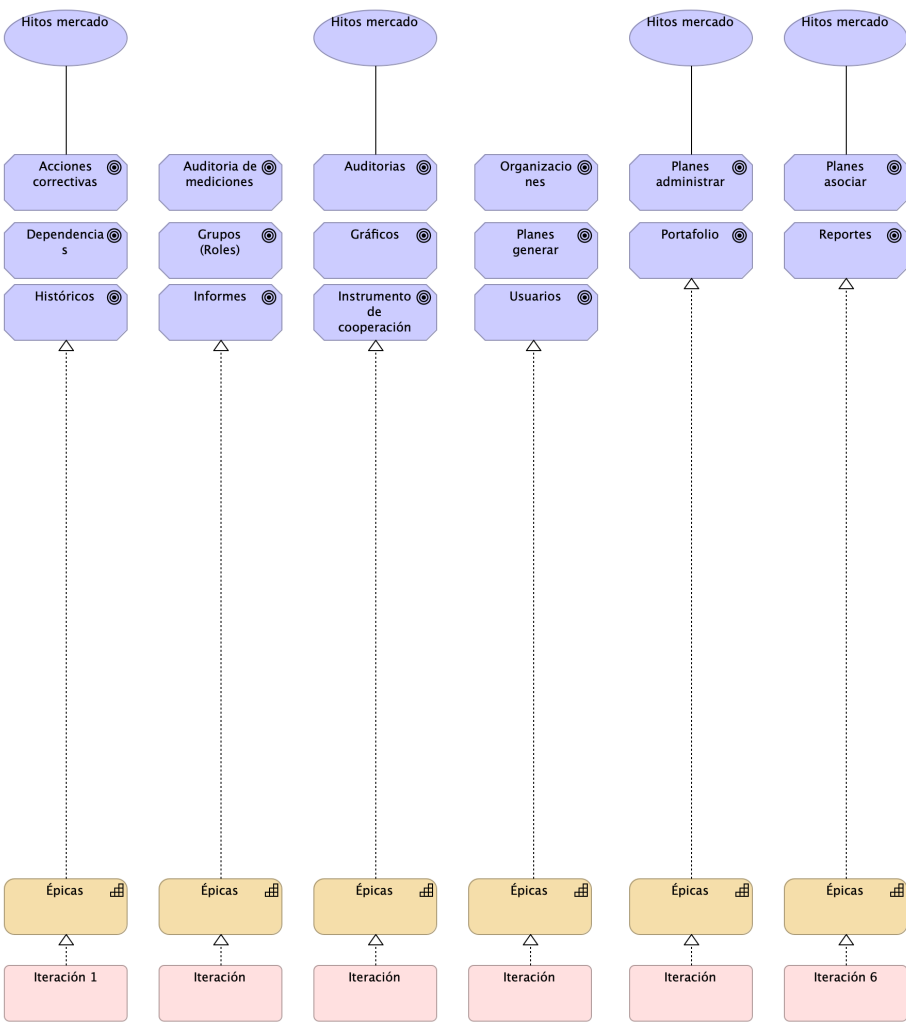 Hitos mercado
Hitos mercado
Hitos mercado
Hitos mercado
Acciones
correctivas
Auditoria de
mediciones
Auditorias
Organizacio
nes
Planes
administrar
Planes
asociar
Dependencia
s
Grupos
(Roles)
Gráficos
Planes
generar
Portafolio
Reportes
Históricos
Informes
Instrumento
de
cooperación
Usuarios
Épicas
Épicas
Épicas
Épicas
Épicas
Épicas
Iteración 1
Iteración
Iteración
Iteración
Iteración
Iteración 6